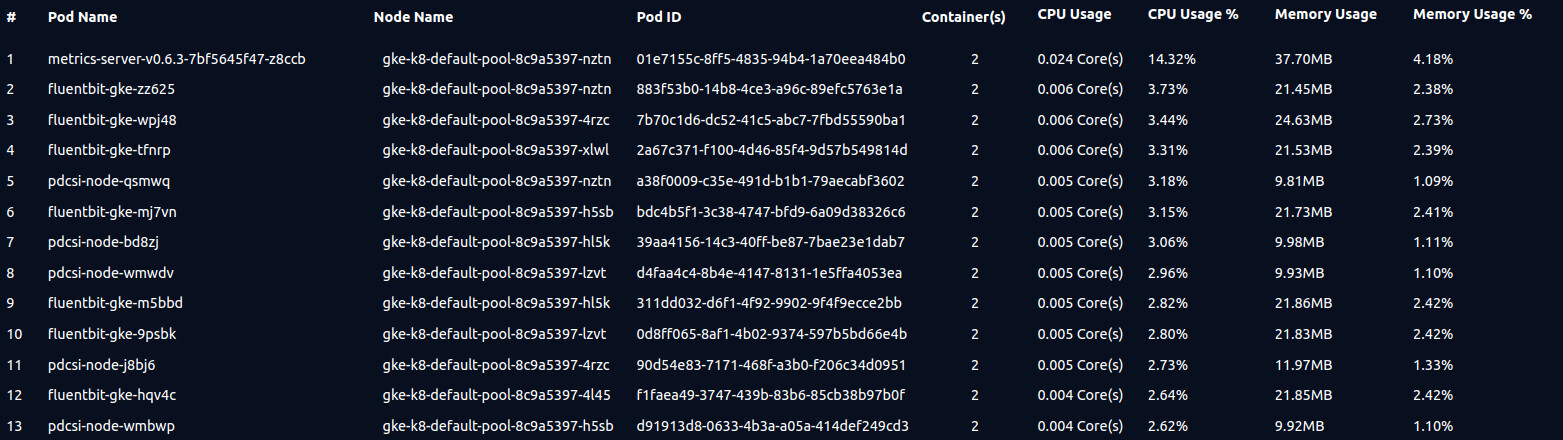 # Pod Name Node Name Pod ID Container(s) CPU Usage CPU Usage % Memory Usage Memory Usage %
1 metrics-server-v0.6.3-7bf5645f47-z8ccb gke-k8-default-pool-8c9a5397-nztn 01e7155c-8ff5-4835-94b4-1a70eea484b0 2 0.024 Core(s) 14.32% 37.70MB 4.18%
2 fluentbit-gke-zz625 gke-k8-default-pool-8c9a5397-nztn 883f53b0-14b8-4ce3-a96c-89efc5763e1a 2 0.006 Core(s) 3.73% 21.45MB 2.38%
3 fluentbit-gke-wpj48 gke-k8-default-pool-8c9a5397-4rzc 7b70c1d6-dc52-41c5-abc7-7fbd55590ba1 2 0.006 Core(s) 3.44% 24.63MB 2.73%
4 fluentbit-gke-tfnrp gke-k8-default-pool-8c9a5397-xlwl 2a67c371-f100-4d46-85f4-9d57b549814d 2 0.006 Core(s) 3.31% 21.53MB 2.39%
5 pdcsi-node-qsmwq gke-k8-default-pool-8c9a5397-nztn a38f0009-c35e-491d-b1b1-79aecabf3602 2 0.005 Core(s) 3.18% 9.81MB 1.09%
6 fluentbit-gke-mj7vn gke-k8-default-pool-8c9a5397-h5sb bdc4b5f1-3c38-4747-bfd9-6a09d38326c6 2 0.005 Core(s) 3.15% 21.73MB 2.41%
7 pdcsi-node-bd8zj gke-k8-default-pool-8c9a5397-hl5k 39aa4156-14c3-40ff-be87-7bae23e1dab7 2 0.005 Core(s) 3.06% 9.98MB 1.11%
8 pdcsi-node-wmwdv gke-k8-default-pool-8c9a5397-lzvt d4faa4c4-8b4e-4147-8131-1e5ffa4053ea 2 0.005 Core(s) 2.96% 9.93MB 1.10%
9 fluentbit-gke-m5bbd gke-k8-default-pool-8c9a5397-hl5k 311dd032-d6f1-4f92-9902-9f4f9ecce2bb 2 0.005 Core(s) 2.82% 21.86MB 2.42%
10 fluentbit-gke-9psbk gke-k8-default-pool-8c9a5397-lzvt 0d8ff065-8af1-4b02-9374-597b5bd66e4b 2 0.005 Core(s) 2.80% 21.83MB 2.42%
11 pdcsi-node-j8bj6 gke-k8-default-pool-8c9a5397-4rzc 90d54e83-7171-468f-a3b0-f206c34d0951 2 0.005 Core(s) 2.73% 11.97MB 1.33%
12 fluentbit-gke-hqv4c gke-k8-default-pool-8c9a5397-4l45 f1faea49-3747-439b-83b6-85cb38b97b0f 2 0.004 Core(s) 2.64% 21.85MB 2.42%
13 pdcsi-node-wmbwp gke-k8-default-pool-8c9a5397-h5sb d91913d8-0633-4b3a-a05a-414def249cd3 2 0.004 Core(s) 2.62% 9.92MB 1.10%